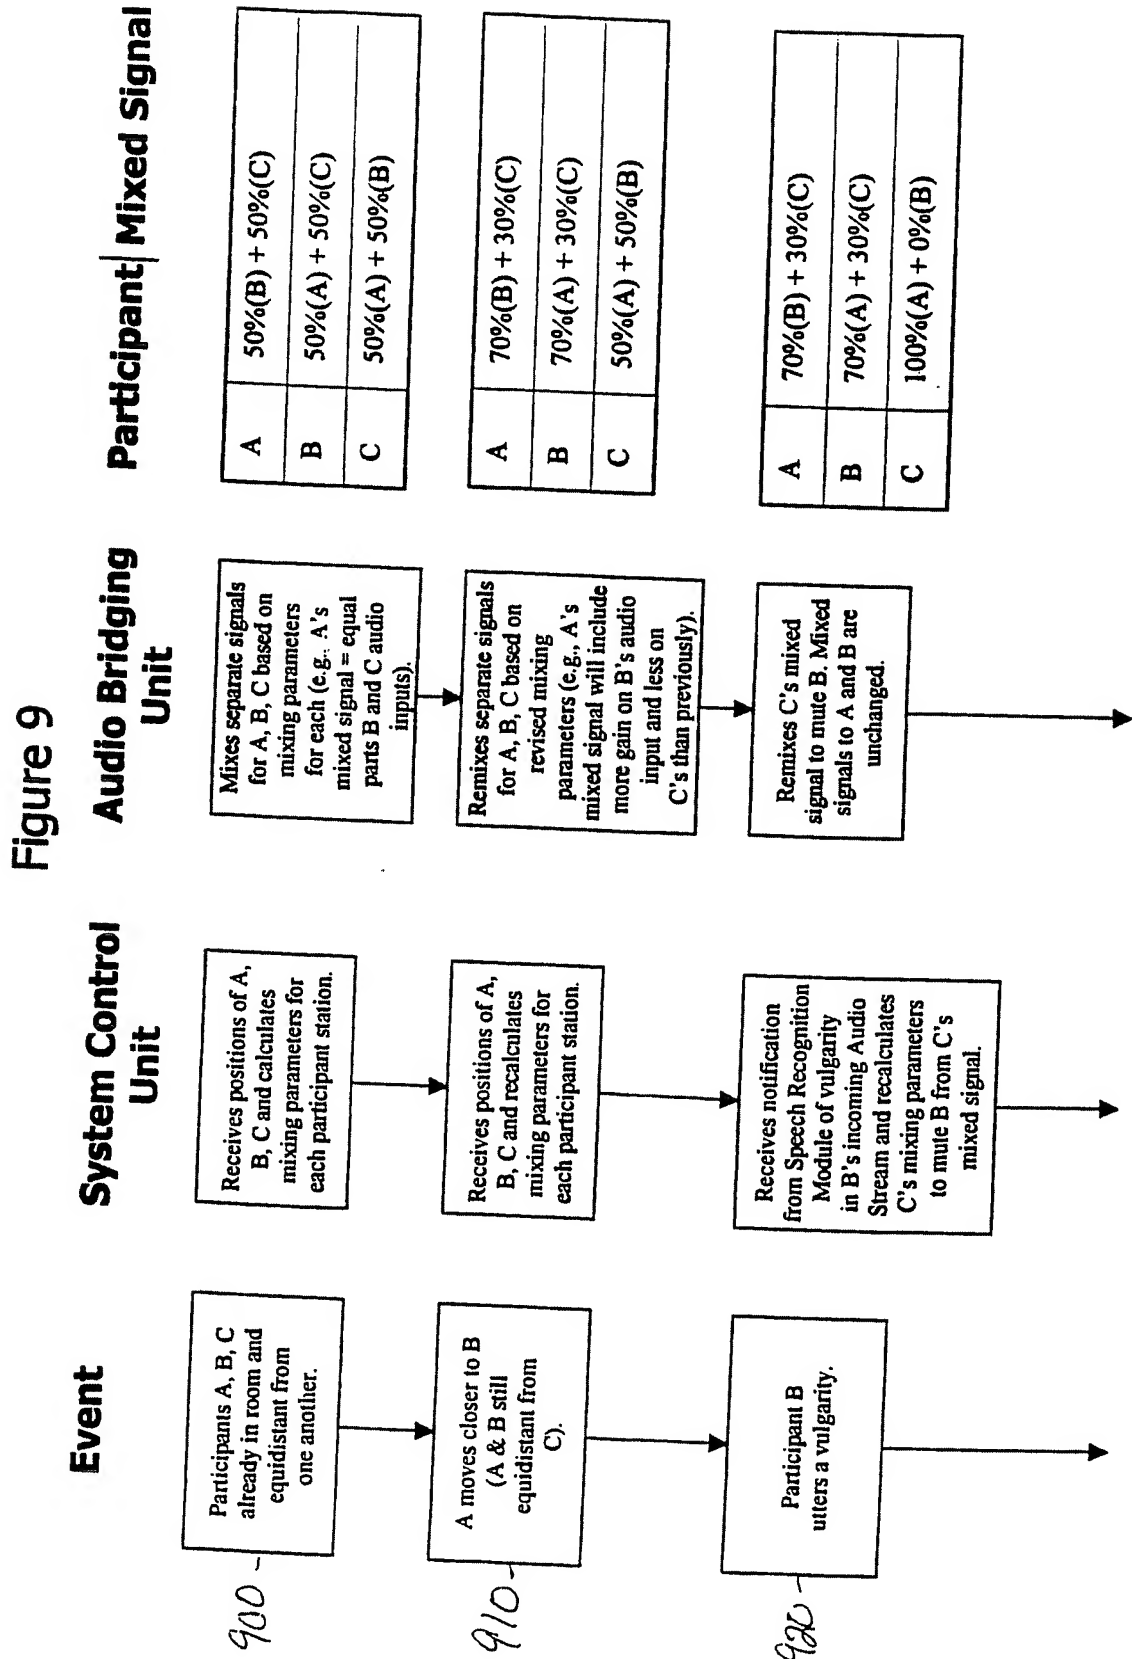 Figure 9
Event
System Control
Unit
Audio Bridging
Unit
Participant
Mixed Signal
900
Participants A, B, C
already in room and
equidistant from
one another.
Receives positions of A,
B, C and calculates
mixing parameters for
each participant station.
Mixes separate signals
for A, B, C based on
mixing parameters
for each (e.g.. A's
mixed signal = equal
parts B and C audio
inputs).
A 50%(B) + 50%(C)
B 50%(A) + 50%(C)
C 50%(A) + 50%(B)
910
A moves closer to B
(A & B still
equidistant from
C).
Receives positions of A,
B, C and recalculates
mixing parameters for
each participant station.
Remixes separate signals
for A, B, C based on
revised mixing
parameters (e.g., A's
mixed signal will include
more gain on B's audio
input and less on
C's than previously).
A 70%(B) + 30%(C)
B 70%(A) + 30%(C)
C 50%(A) + 50%(B)
920
Participant B
utters a vulgarity.
Receives notification
from Speech Recognition
Module of vulgarity
in B's incoming Audio
Stream and recalculates
C's mixing parameters
to mute B from C's
mixed signal.
Remixes C's mixed
signal to mute B. Mixed
signals to A and B are
unchanged.
A 70%(B) + 30%(C)
B 70%(A) + 30%(C)
C 100%(A) + 0%(B)